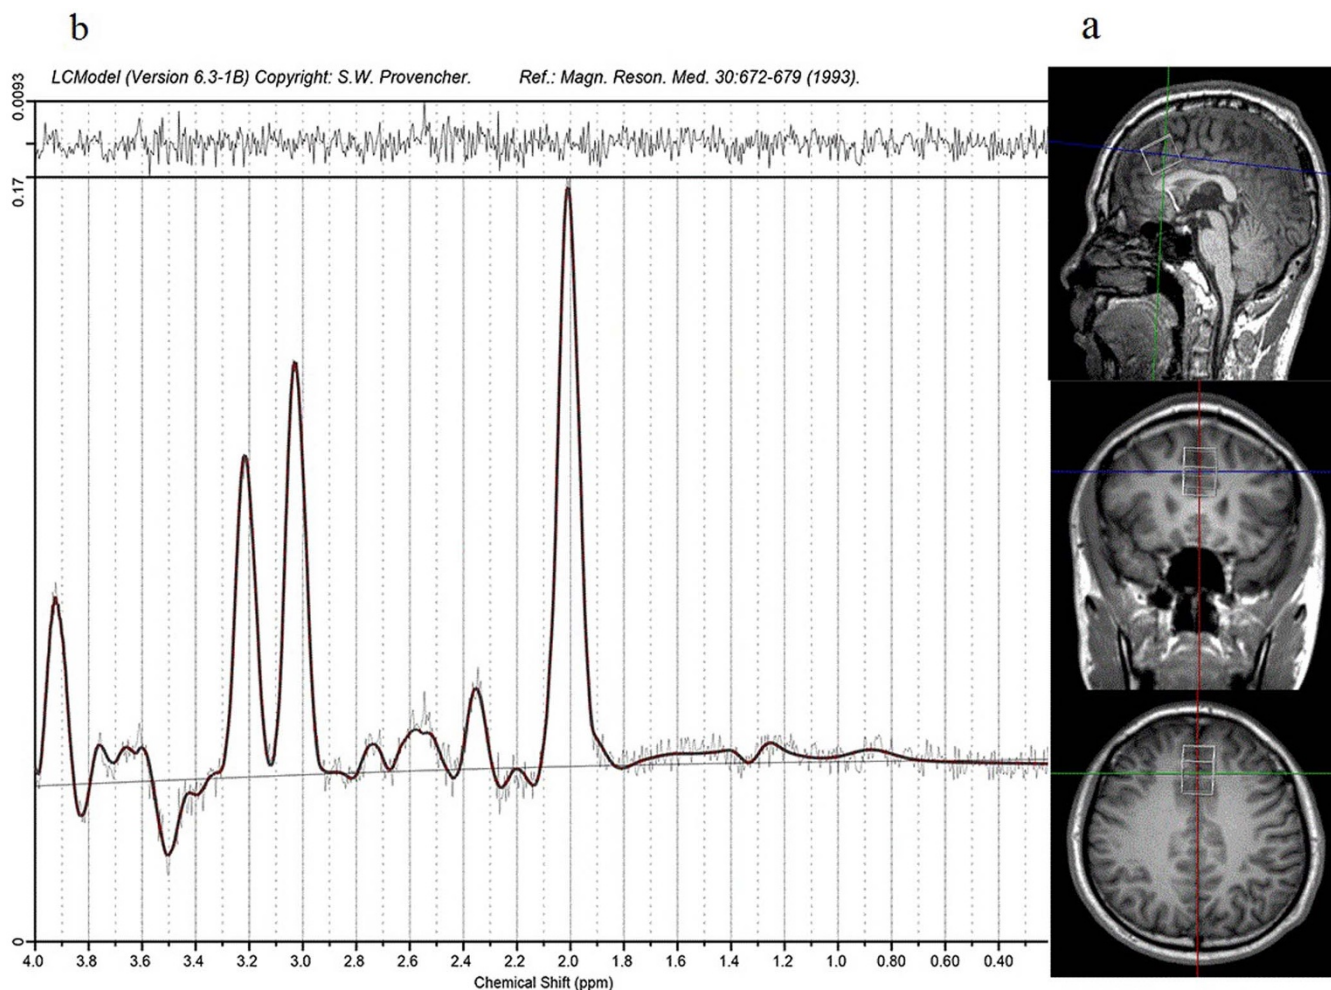 b
a
LCModel (Version 6.3-1B) Copyright: S.W. Provencher. Ref.: Magn. Reson. Med. 30:672-679 (1993).
0.0093
0.17
0
4.0 3.8 3.6 3.4 3.2 3.0 2.8 2.6 2.4 2.2 2.0 1.8 1.6 1.4 1.2 1.0 0.80 0.60 0.40
Chemical Shift (ppm)